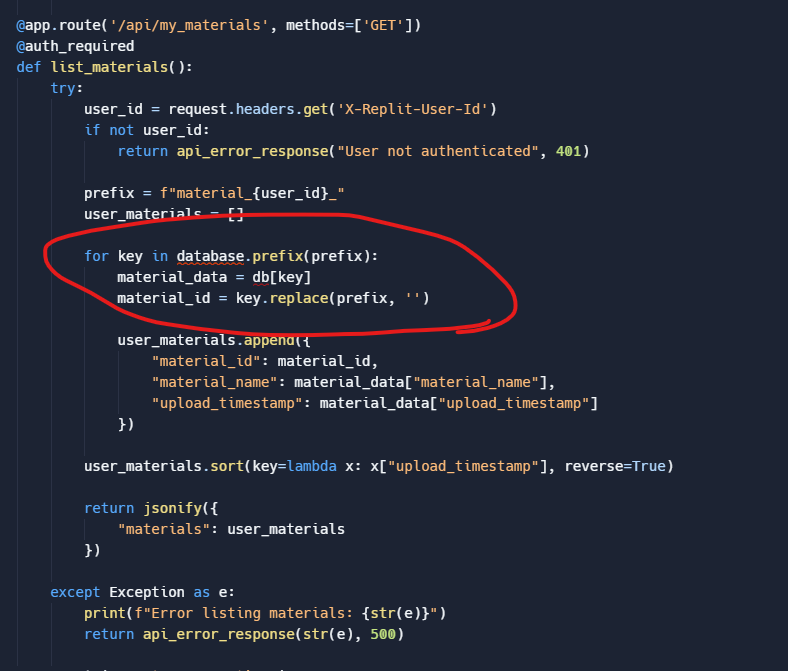 @app.route('/api/my_materials', methods=['GET'])
@auth_required
def list_materials():
    try:
        user_id = request.headers.get('X-Replit-User-Id')
        if not user_id:
            return api_error_response("User not authenticated", 401)

        prefix = f"material_{user_id}_"
        user_materials = []

        for key in database.prefix(prefix):
            material_data = db[key]
            material_id = key.replace(prefix, '')

            user_materials.append({
                "material_id": material_id,
                "material_name": material_data["material_name"],
                "upload_timestamp": material_data["upload_timestamp"]
            })

        user_materials.sort(key=lambda x: x["upload_timestamp"], reverse=True)

        return jsonify({
            "materials": user_materials
        })

    except Exception as e:
        print(f"Error listing materials: {str(e)}")
        return api_error_response(str(e), 500)